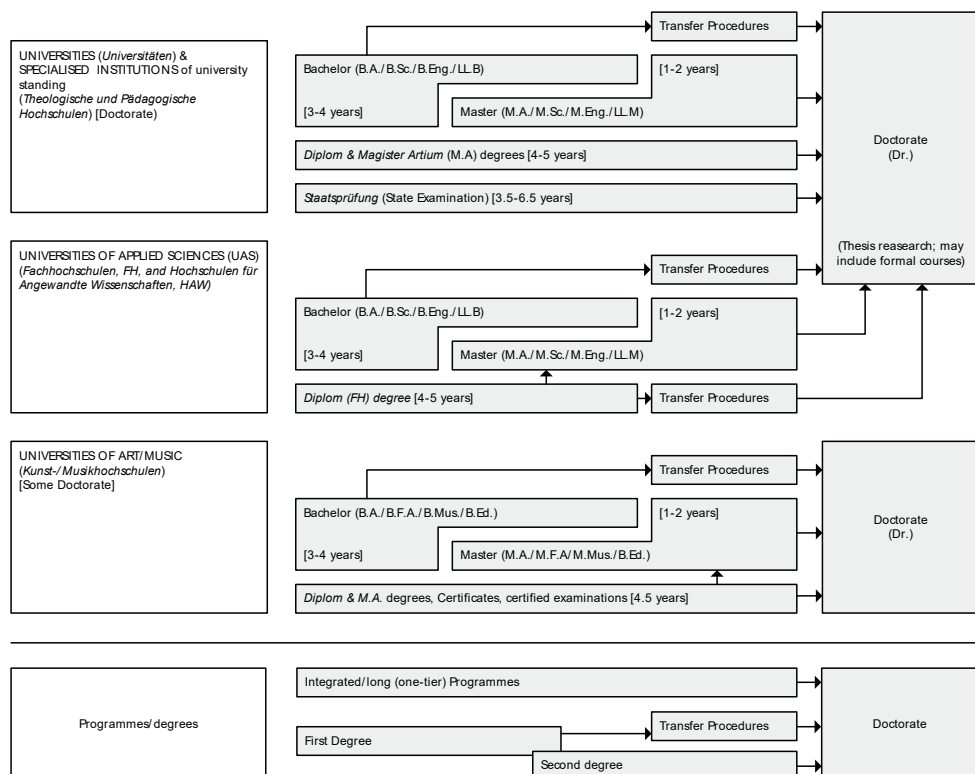 UNIVERSITIES (Universitäten) &
SPECIALISED INSTITUTIONS of university
standing
(Theologische und Pädagogische
Hochschulen) [Doctorate)
Transfer Procedures
Bachelor (B.A./B.Sc./B.Eng./LL.B)
[1-2 years]
[3-4 years]
Master (M.A./M.Sc./M.Eng./LL.M)
Diplom & Magister Artium (M.A) degrees [4-5 years]
Staatsprüfung (State Examination) [3.5-6.5 years]
Doctorate
(Dr.)
(Thesis reasearch; may
include formal courses)
UNIVERSITIES OF APPLIED SCIENCES (UAS)
(Fachhochschulen, FH, and Hochschulen für
Angewandte Wissenschaften, HAW)
Transfer Procedures
Bachelor (B.A./B.Sc./B.Eng./LL.B)
[1-2 years]
[3-4 years]
Master (M.A./M.Sc./M.Eng./LL.M)
Diplom (FH) degree [4-5 years]
Transfer Procedures
UNIVERSITIES OF ART/MUSIC
(Kunst-/Musikhochschulen)
[Some Doctorate]
Transfer Procedures
Bachelor (B.A./B.F.A./B.Mus./B.Ed.)
[1-2 years]
[3-4 years]
Master (M.A./M.F.A/M.Mus./B.Ed.)
Diplom & M.A. degrees, Certificates, certified examinations [4.5 years]
Doctorate
(Dr.)
Programmes/degrees
Integrated/long (one-tier) Programmes
Transfer Procedures
First Degree
Second degree
Doctorate